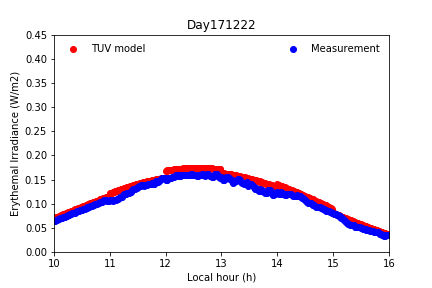 Day171222
TUV model
Measurement
0.45
0.40
0.35
0.30
0.25
0.20
0.15
0.10
0.05
0.00
Erythemal Irradiance (W/m2)
10 11 12 13 14 15 16
Local hour (h)